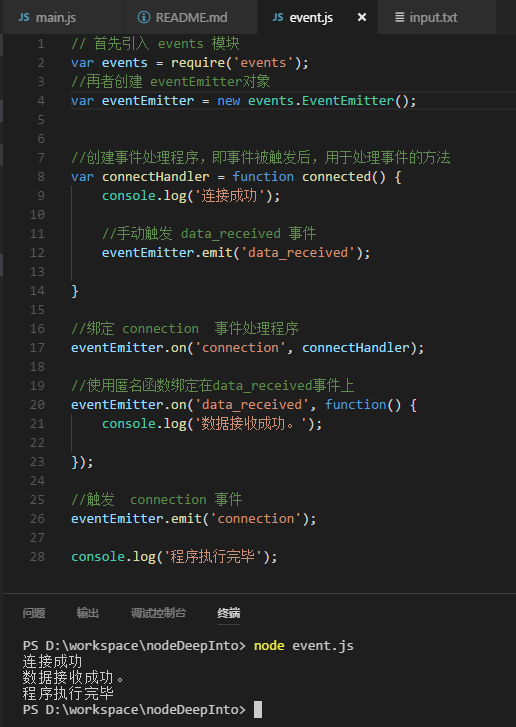 JS main.js README.md JS event.js × input.txt
1 // 首先引入 events 模块
2 var events = require('events');
3 //再者创建 eventEmitter对象
4 var eventEmitter = new events.EventEmitter();
5
6
7 //创建事件处理程序，即事件被触发后，用于处理事件的方法
8 var connectHandler = function connected() {
9 console.log('连接成功');
10
11 //手动触发 data_received 事件
12 eventEmitter.emit('data_received');
13
14 }
15
16 //绑定 connection  事件处理程序
17 eventEmitter.on('connection', connectHandler);
18
19 //使用匿名函数绑定在data_received事件上
20 eventEmitter.on('data_received', function() {
21 console.log('数据接收成功。');
22
23 });
24
25 //触发  connection 事件
26 eventEmitter.emit('connection');
27
28 console.log('程序执行完毕');
问题 输出 调试控制台 终端
PS D:\workspace\nodeDeepInto> node event.js
连接成功
数据接收成功。
程序执行完毕
PS D:\workspace\nodeDeepInto>